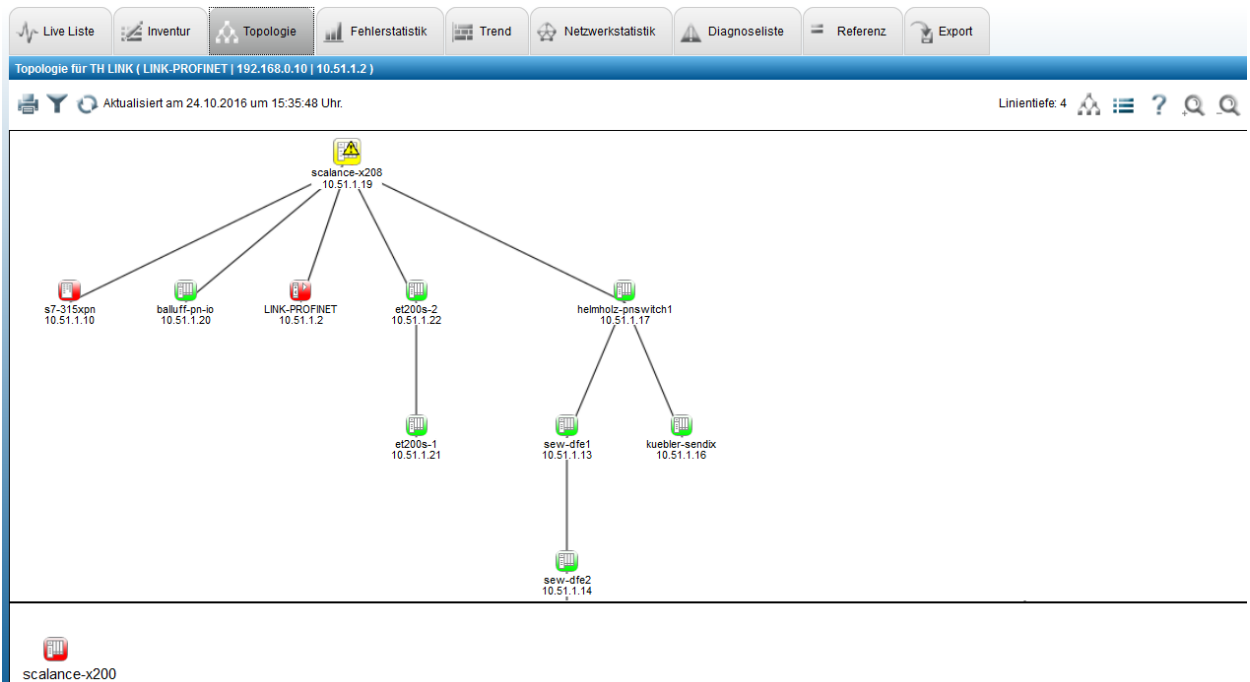 Live Liste
Inventur
Topologie
Fehlerstatistik
Trend
Netzwerkstatistik
Diagnoseliste
Referenz
Export
Topologie für TH LINK ( LINK-PROFINET | 192.168.0.10 | 10.51.1.2 )
Aktualisiert am 24.10.2016 um 15:35:48 Uhr.
Linientiefe: 4
scalance-x208
10.51.1.19
s7-315xpn
10.51.1.10
balluff-pn-io
10.51.1.20
LINK-PROFINET
10.51.1.2
et200s-2
10.51.1.22
helmholz-pnswitch1
10.51.1.17
et200s-1
10.51.1.21
sew-dfe1
10.51.1.13
kuebler-sendix
10.51.1.16
sew-dfe2
10.51.1.14
scalance-x200